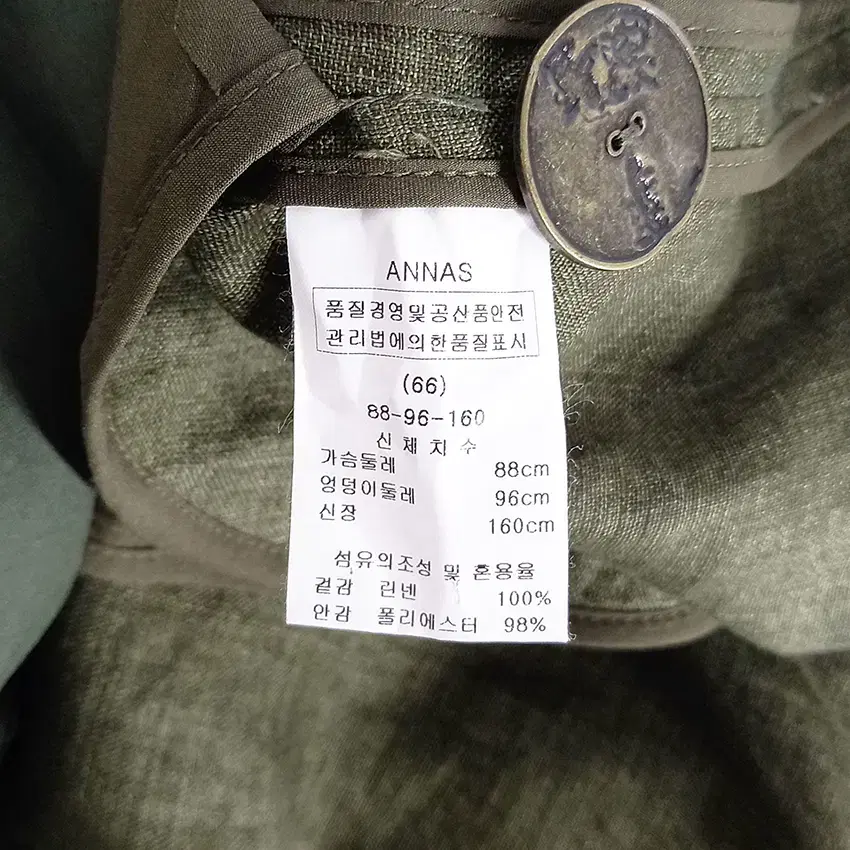 ANNAS
품질경영및공산품안전
관리법에의한품질표시
(66)
88-96-160
신체치수
가슴둘레 88cm
엉덩이둘레 96cm
신장 160cm
섬유의조성 및 혼용율
겉감 린넨 100%
안감 폴리에스터 98%